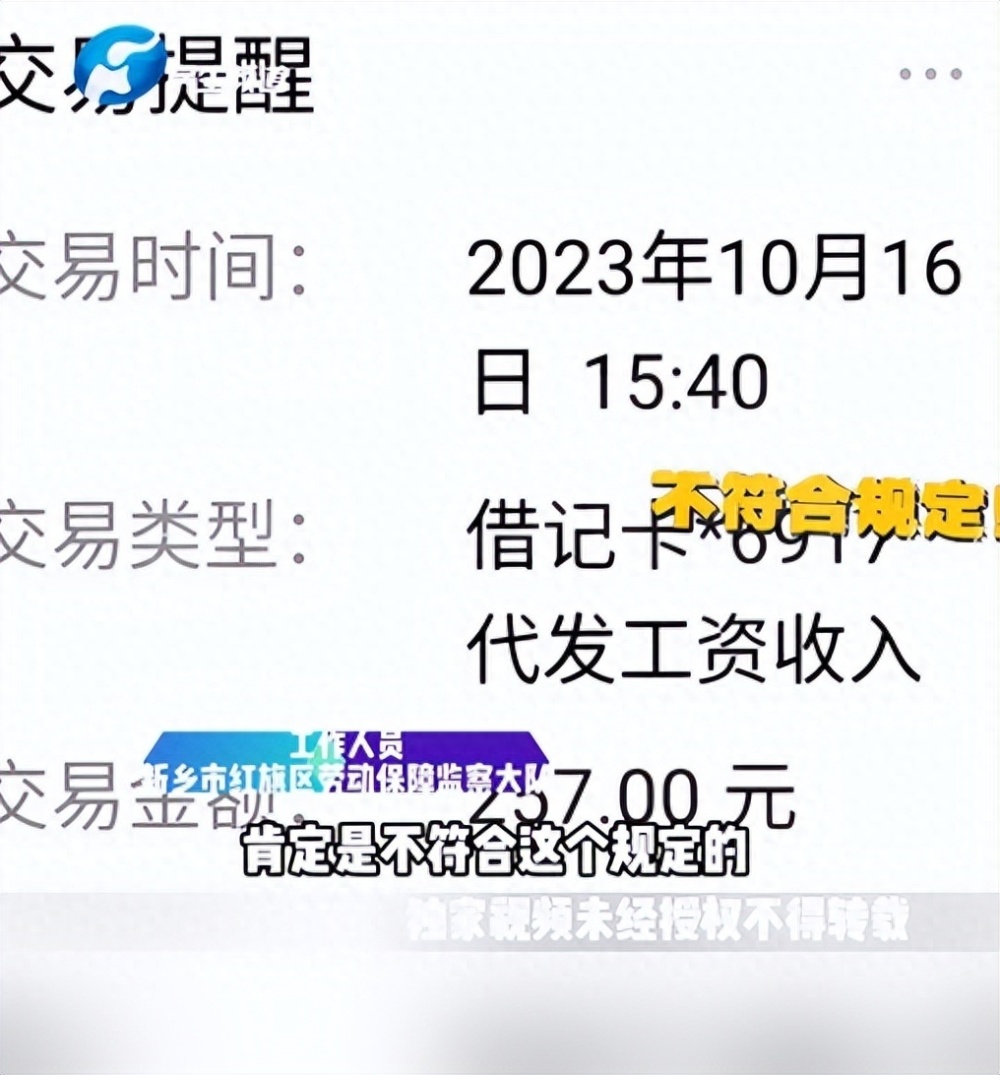 交易提醒
交易时间：
2023年10月16
日 15:40
不符合规定！
交易类型：
借记卡*6917
代发工资收入
工作人员
新乡市红旗区劳动保障监察大队
交易金额：
257.00 元
肯定是不符合这个规定的
独家视频未经授权不得转载